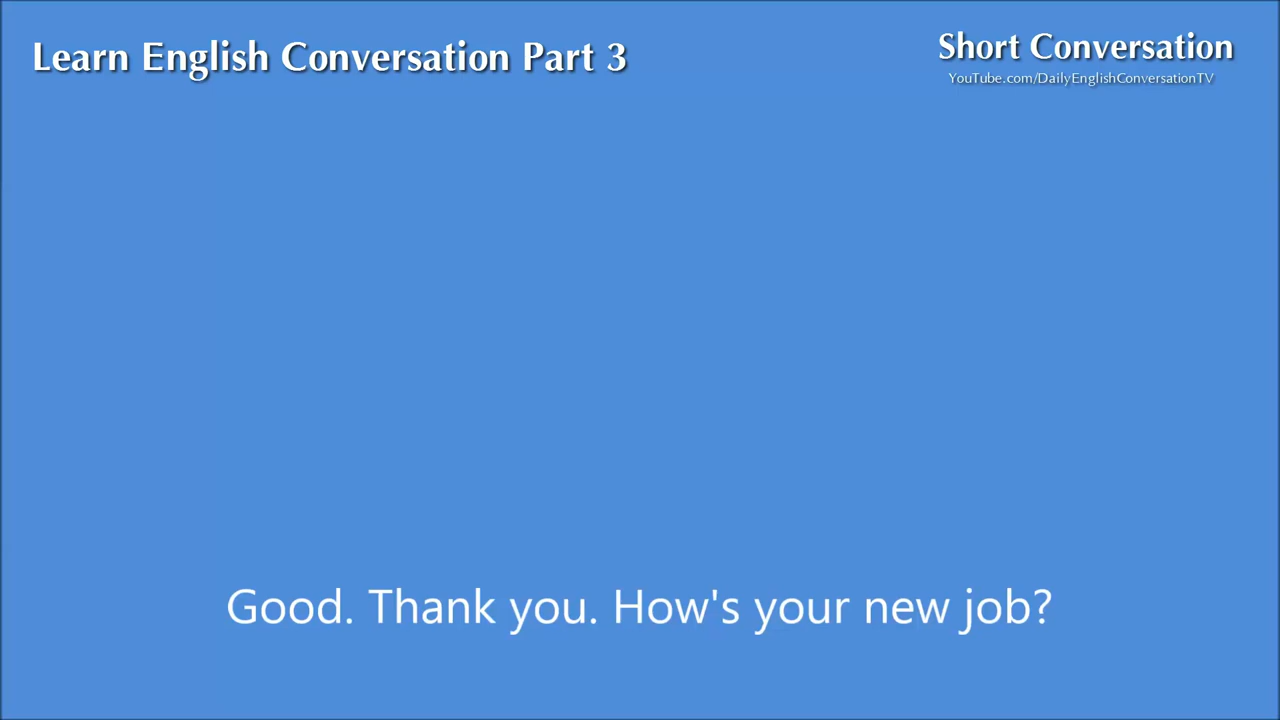 Learn English Conversation Part 3
Short Conversation
YouTube.com/DailyEnglishConversationTV
Good. Thank you. How's your new job?